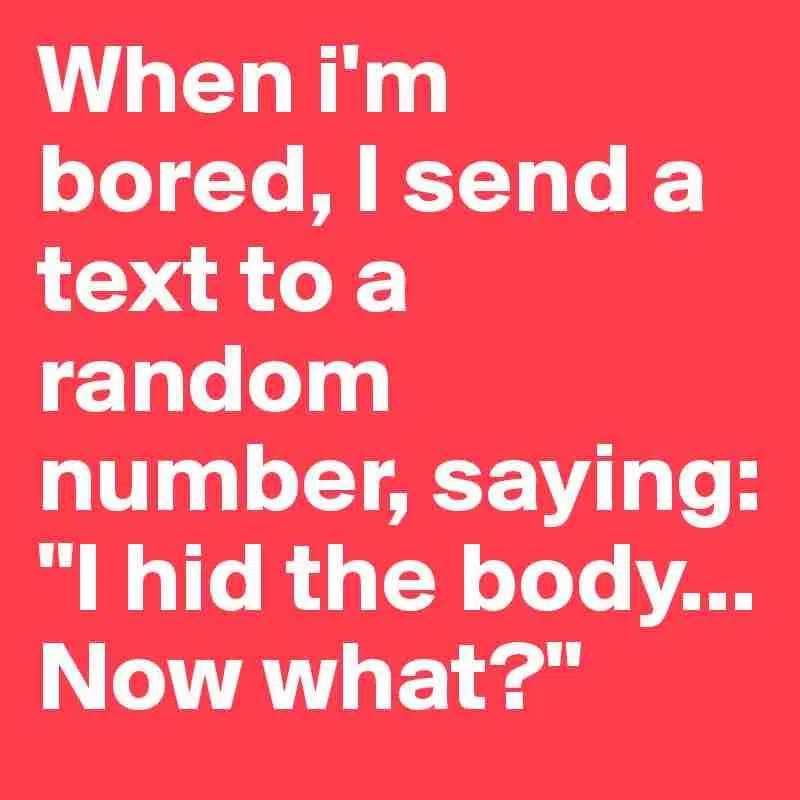 When i'm
bored, I send a
text to a
random
number, saying:
"I hid the body...
Now what?"